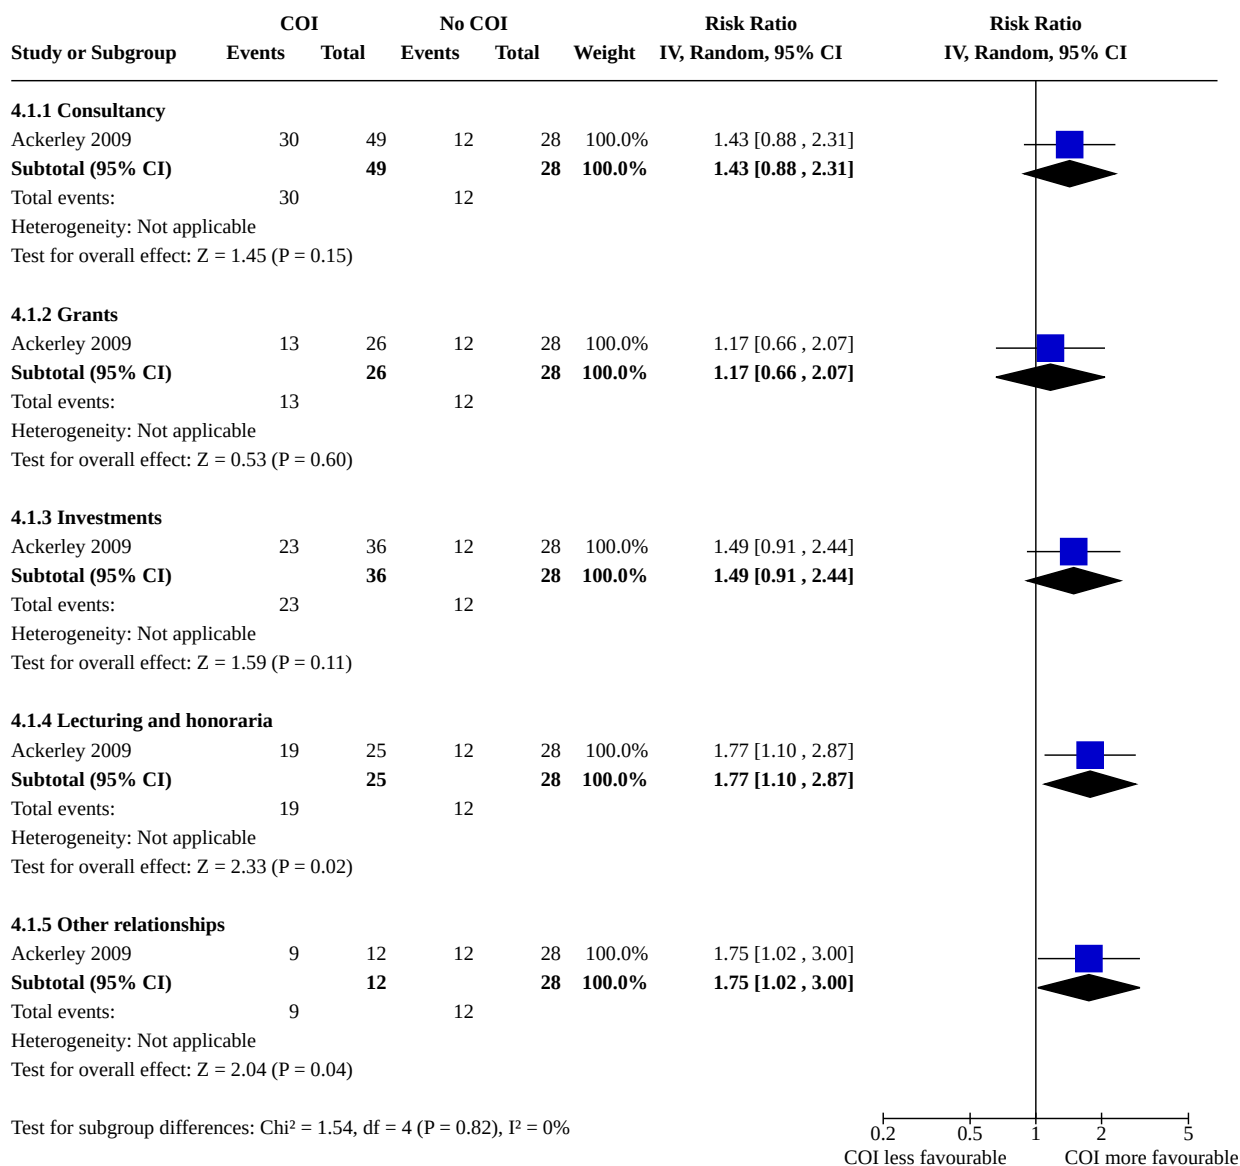 COI No COI Risk Ratio Risk Ratio
Study or Subgroup Events Total Events Total Weight IV, Random, 95% CI IV, Random, 95% CI
4.1.1 Consultancy
Ackerley 2009 30 49 12 28 100.0% 1.43 [0.88 , 2.31]
Subtotal (95% CI) 49 28 100.0% 1.43 [0.88 , 2.31]
Total events: 30 12
Heterogeneity: Not applicable
Test for overall effect: Z = 1.45 (P = 0.15)
4.1.2 Grants
Ackerley 2009 13 26 12 28 100.0% 1.17 [0.66 , 2.07]
Subtotal (95% CI) 26 28 100.0% 1.17 [0.66 , 2.07]
Total events: 13 12
Heterogeneity: Not applicable
Test for overall effect: Z = 0.53 (P = 0.60)
4.1.3 Investments
Ackerley 2009 23 36 12 28 100.0% 1.49 [0.91 , 2.44]
Subtotal (95% CI) 36 28 100.0% 1.49 [0.91 , 2.44]
Total events: 23 12
Heterogeneity: Not applicable
Test for overall effect: Z = 1.59 (P = 0.11)
4.1.4 Lecturing and honoraria
Ackerley 2009 19 25 12 28 100.0% 1.77 [1.10 , 2.87]
Subtotal (95% CI) 25 28 100.0% 1.77 [1.10 , 2.87]
Total events: 19 12
Heterogeneity: Not applicable
Test for overall effect: Z = 2.33 (P = 0.02)
4.1.5 Other relationships
Ackerley 2009 9 12 12 28 100.0% 1.75 [1.02 , 3.00]
Subtotal (95% CI) 12 28 100.0% 1.75 [1.02 , 3.00]
Total events: 9 12
Heterogeneity: Not applicable
Test for overall effect: Z = 2.04 (P = 0.04)
Test for subgroup differences: Chi² = 1.54, df = 4 (P = 0.82), I² = 0%
0.2 0.5 1 2 5
COI less favourable COI more favourable